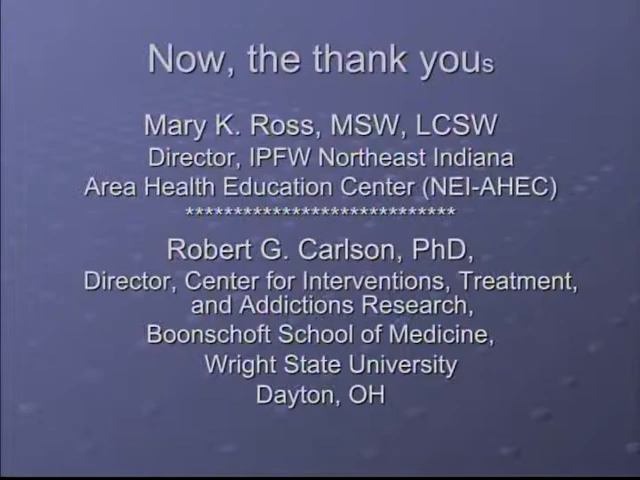 Now, the thank yous
Mary K. Ross, MSW, LCSW
Director, IPFW Northeast Indiana
Area Health Education Center (NEI-AHEC)
****************************
Robert G. Carlson, PhD,
Director, Center for Interventions, Treatment,
and Addictions Research,
Boonschoft School of Medicine,
Wright State University
Dayton, OH